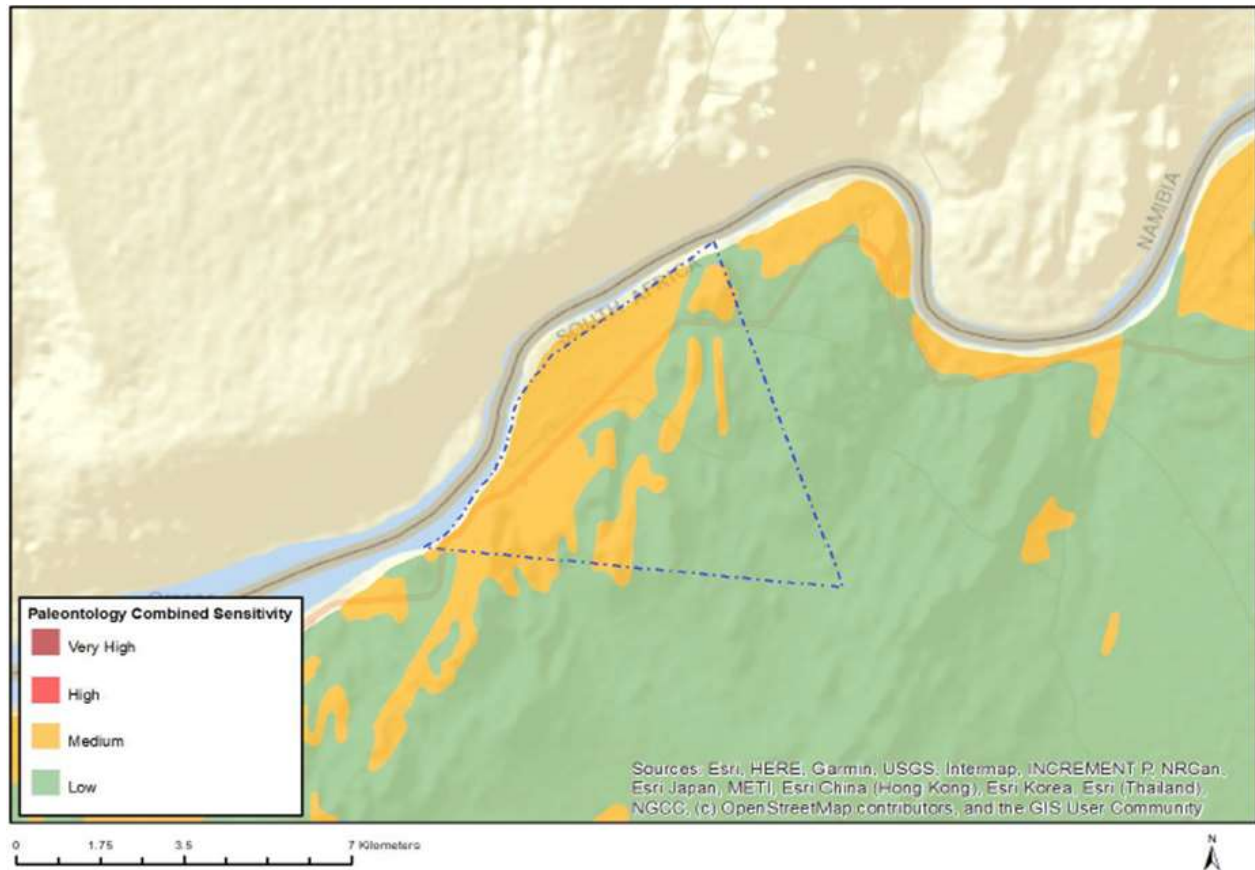 NAMIBIA
SOUTH AFRICA
Paleontology Combined Sensitivity
Very High
High
Medium
Low
Sources: Esri, HERE, Garmin, USGS, Intermap, INCREMENT P, NRCan,
Esri Japan, METI, Esri China (Hong Kong), Esri Korea, Esri (Thailand),
NGCC, (c) OpenStreetMap contributors, and the GIS User Community
0 1.75 3.5 7 Kilometers
N